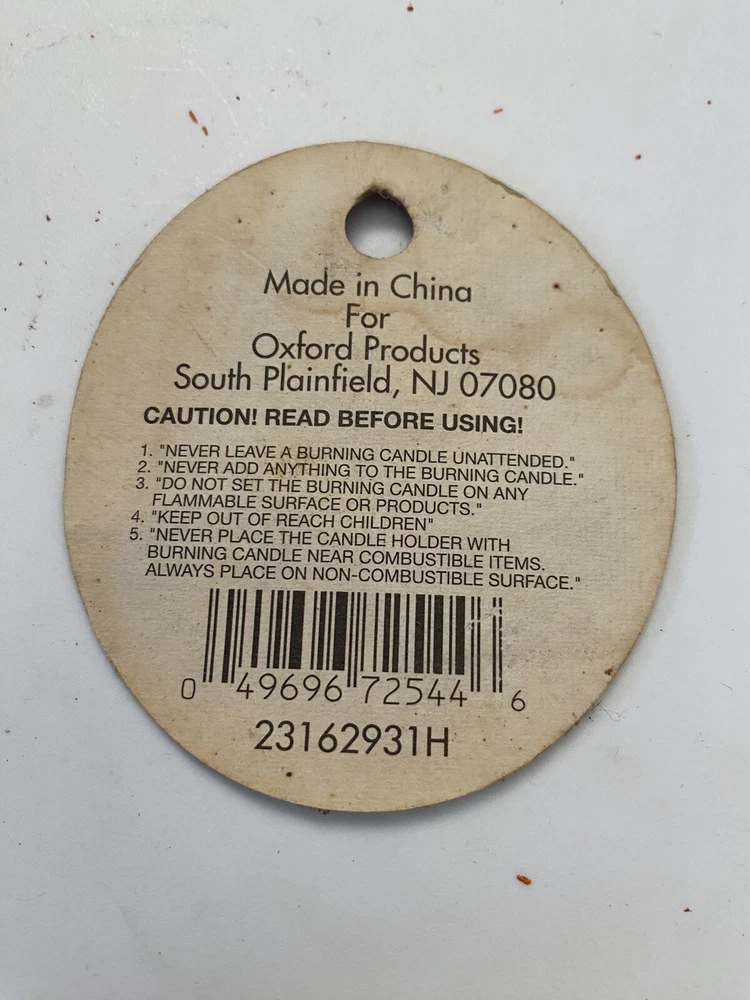 Made in China
For
Oxford Products
South Plainfield, NJ 07080
CAUTION! READ BEFORE USING!
1. "NEVER LEAVE A BURNING CANDLE UNATTENDED."
2. "NEVER ADD ANYTHING TO THE BURNING CANDLE."
3. "DO NOT SET THE BURNING CANDLE ON ANY
FLAMMABLE SURFACE OR PRODUCTS."
4. "KEEP OUT OF REACH CHILDREN"
5. "NEVER PLACE THE CANDLE HOLDER WITH
BURNING CANDLE NEAR COMBUSTIBLE ITEMS.
ALWAYS PLACE ON NON-COMBUSTIBLE SURFACE."
0 49696 72544 6
23162931H